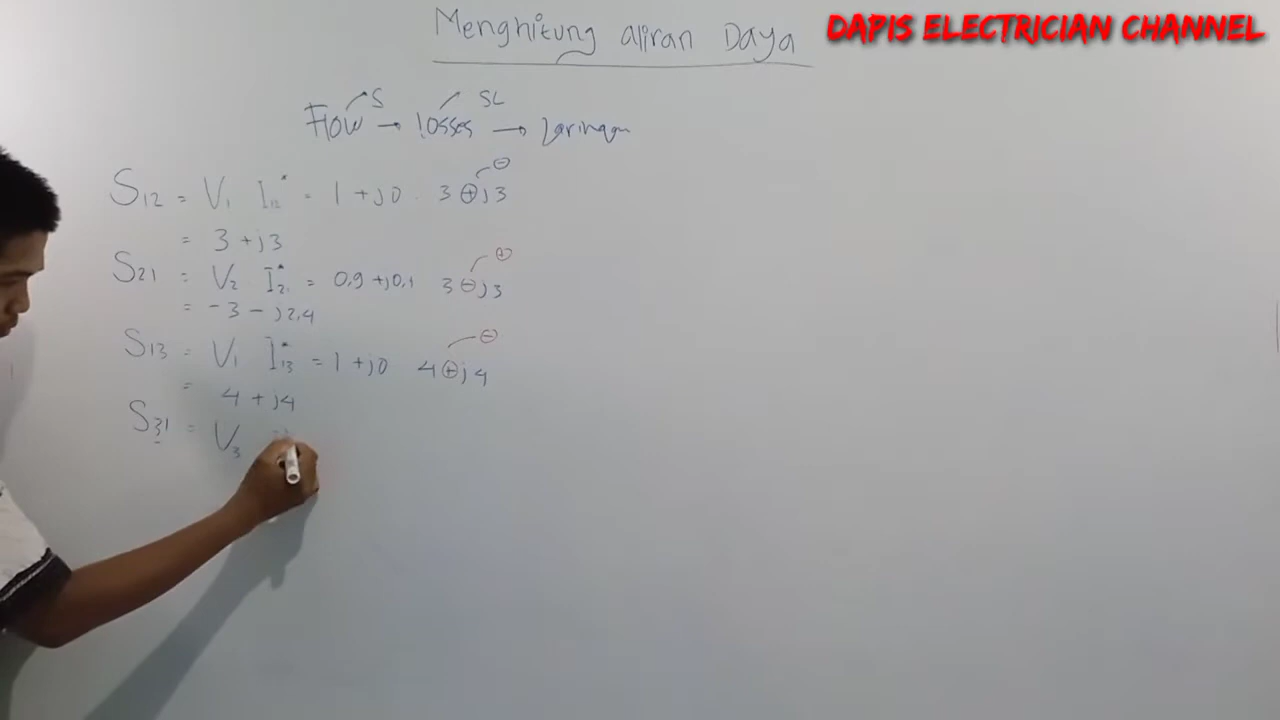 Menghitung aliran Daya
DAPIS ELECTRICIAN CHANNEL
S SL
Flow → Losses → Jaringan
S12 = V1 I12* = 1 + j0 . 3 ⊕ j3 ⊖
= 3 + j3
S21 = V2 I21* = 0,9 + j0,1 3 ⊖ j3 ⊕
= -3 - j2,4
S13 = V1 I13* = 1 + j0 4 ⊕ j4 ⊖
= 4 + j4
S31 = V3